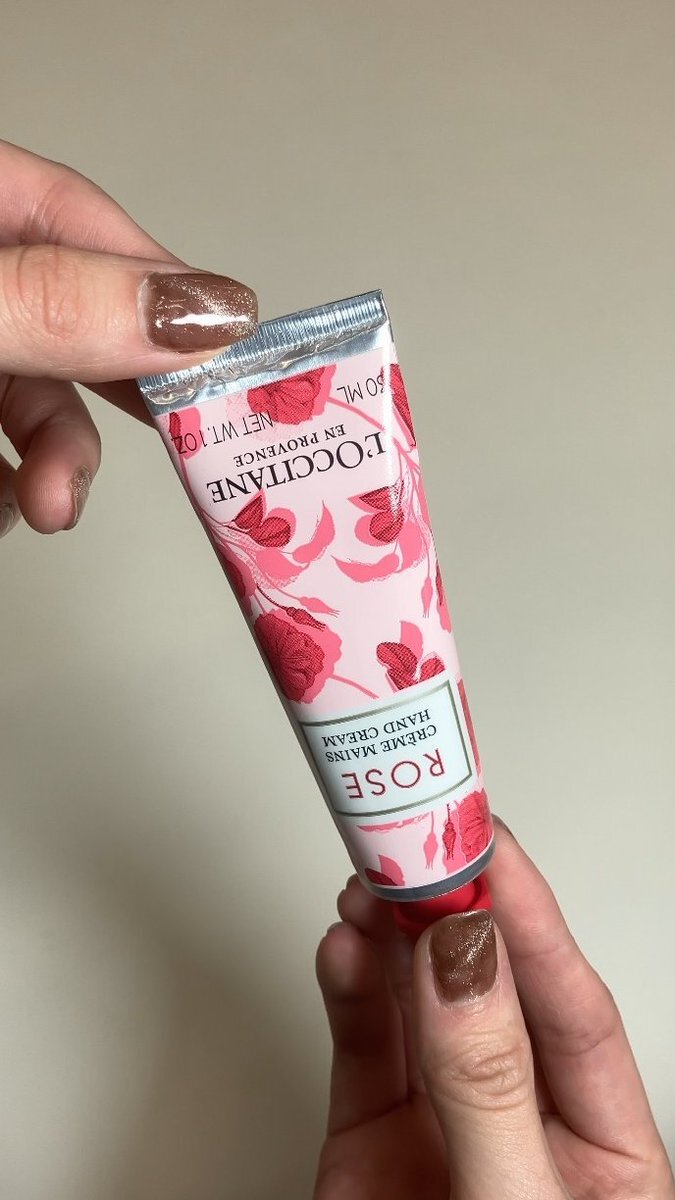 ROSE
CRÈME MAINS
HAND CREAM
L'OCCITANE
EN PROVENCE
NET WT. 1 OZ.
30 ML